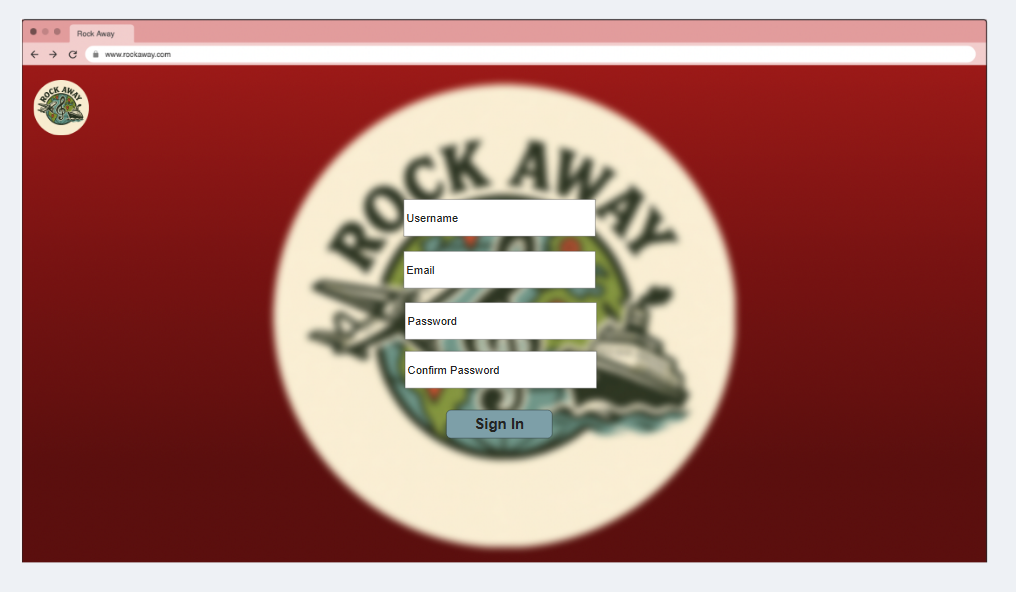 Rock Away
www.rockaway.com
ROCK AWAY
ROCK AWAY
Username
Email
Password
Confirm Password
Sign In